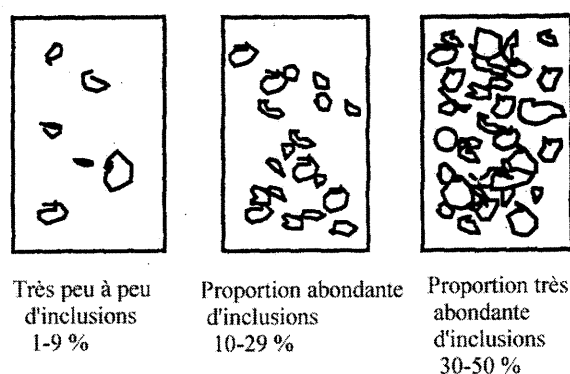 Très peu à peu
d'inclusions
1-9 %
Proportion abondante
d'inclusions
10-29 %
Proportion très
abondante
d'inclusions
30-50 %